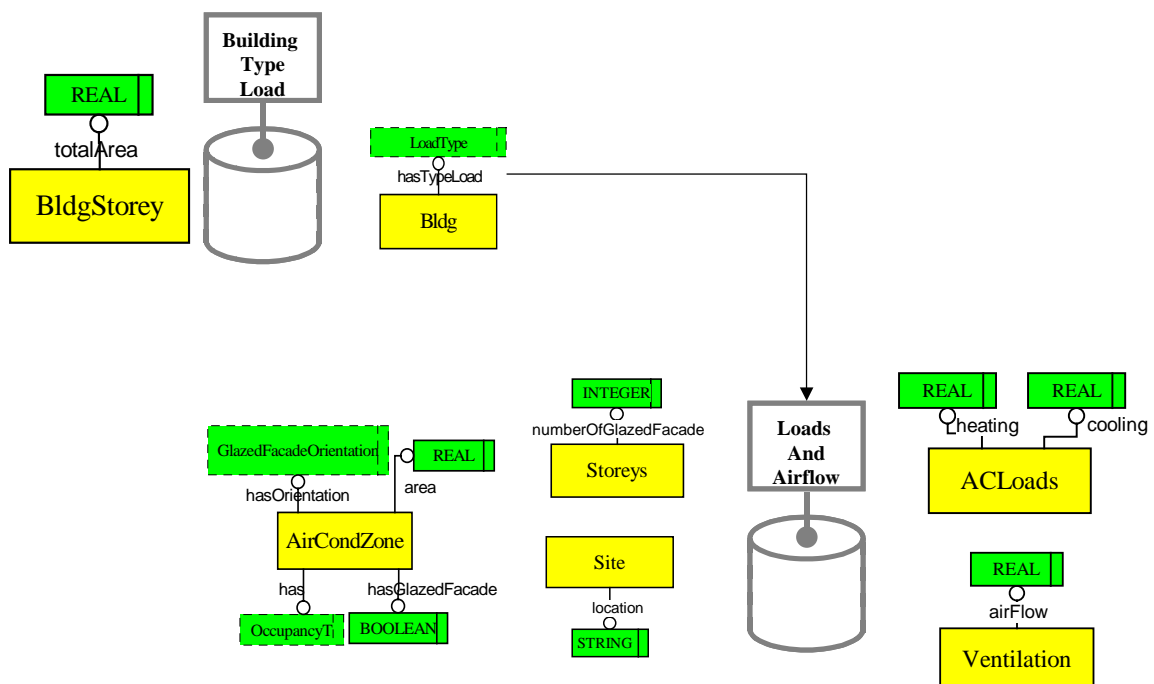 Building
Type
Load
REAL
totalArea
BldgStorey
LoadType
hasTypeLoad
Bldg
GlazedFacadeOrientation
REAL
hasOrientation
area
AirCondZone
has
hasGlazedFacade
OccupancyT
BOOLEAN
INTEGER
numberOfGlazedFacade
Storeys
Site
location
STRING
Loads
And
Airflow
REAL
REAL
heating
cooling
ACLoads
REAL
airFlow
Ventilation